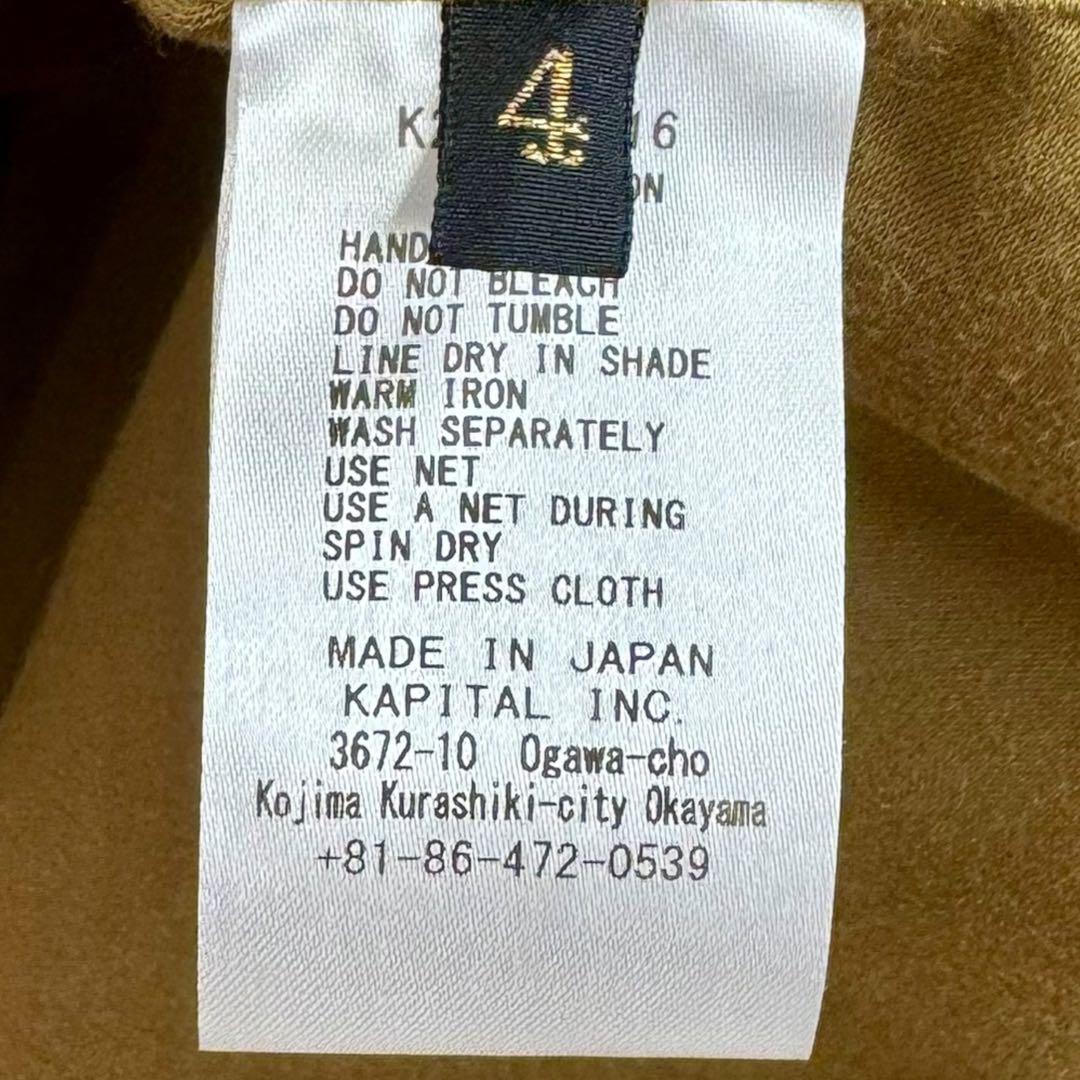 4
HAND
DO NOT BLEACH
DO NOT TUMBLE
LINE DRY IN SHADE
WARM IRON
WASH SEPARATELY
USE NET
USE A NET DURING
SPIN DRY
USE PRESS CLOTH
MADE IN JAPAN
KAPITAL INC.
3672-10 Ogawa-cho
Kojima Kurashiki-city Okayama
+81-86-472-0539